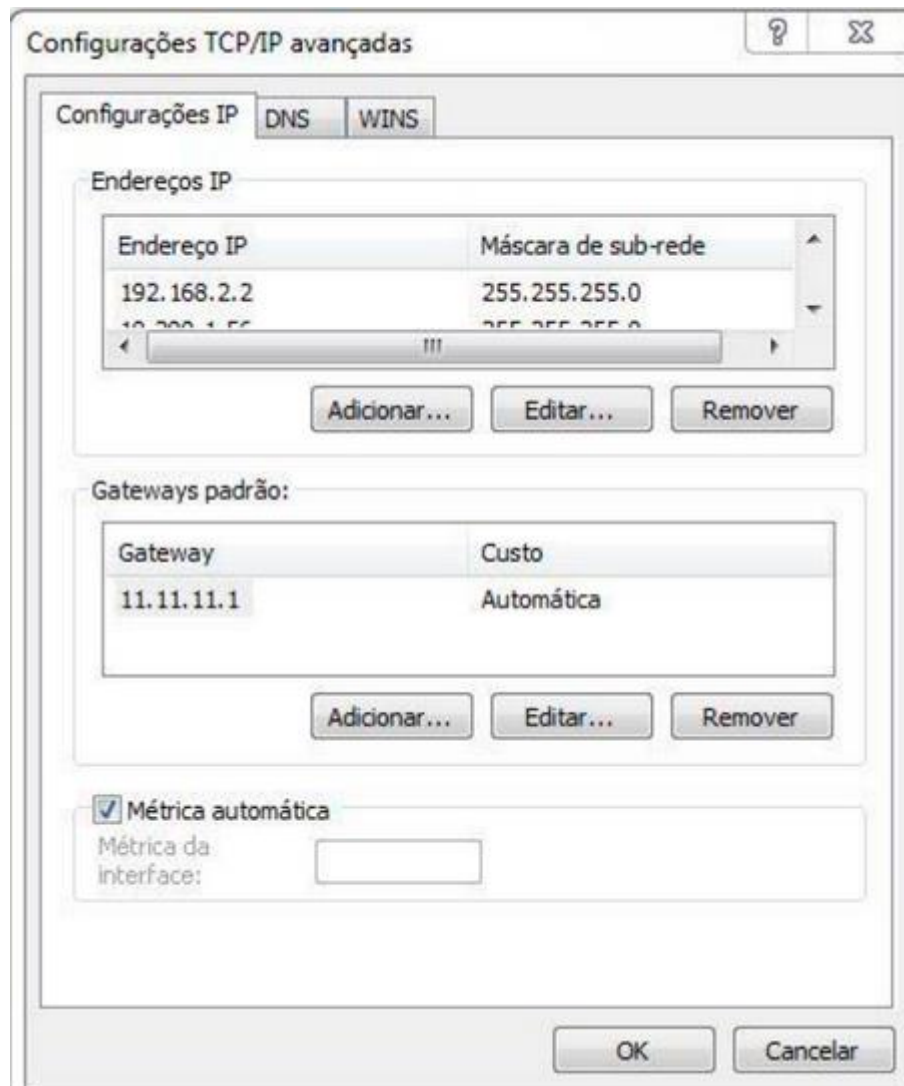 Configurações TCP/IP avançadas
Configurações IP DNS WINS
Endereços IP
Endereço IP Máscara de sub-rede
192.168.2.2 255.255.255.0
Adicionar... Editar... Remover
Gateways padrão:
Gateway Custo
11.11.11.1 Automática
Adicionar... Editar... Remover
Métrica automática
Métrica da
interface:
OK Cancelar